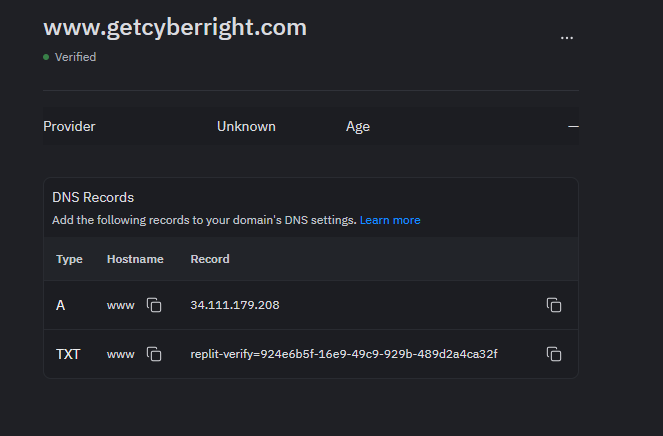 www.getcyberright.com
...
Verified
Provider Unknown Age —
DNS Records
Add the following records to your domain's DNS settings. Learn more
Type Hostname Record
A www 34.111.179.208
TXT www replit-verify=924e6b5f-16e9-49c9-929b-489d2a4ca32f